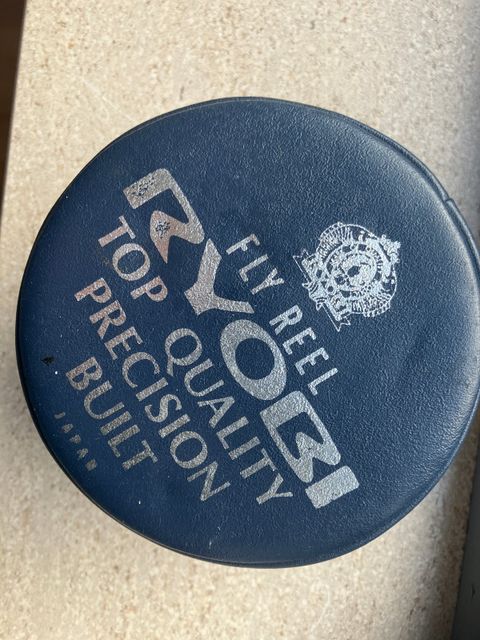 FLY REEL
RYOBI
TOP QUALITY
PRECISION
BUILT
JAPAN